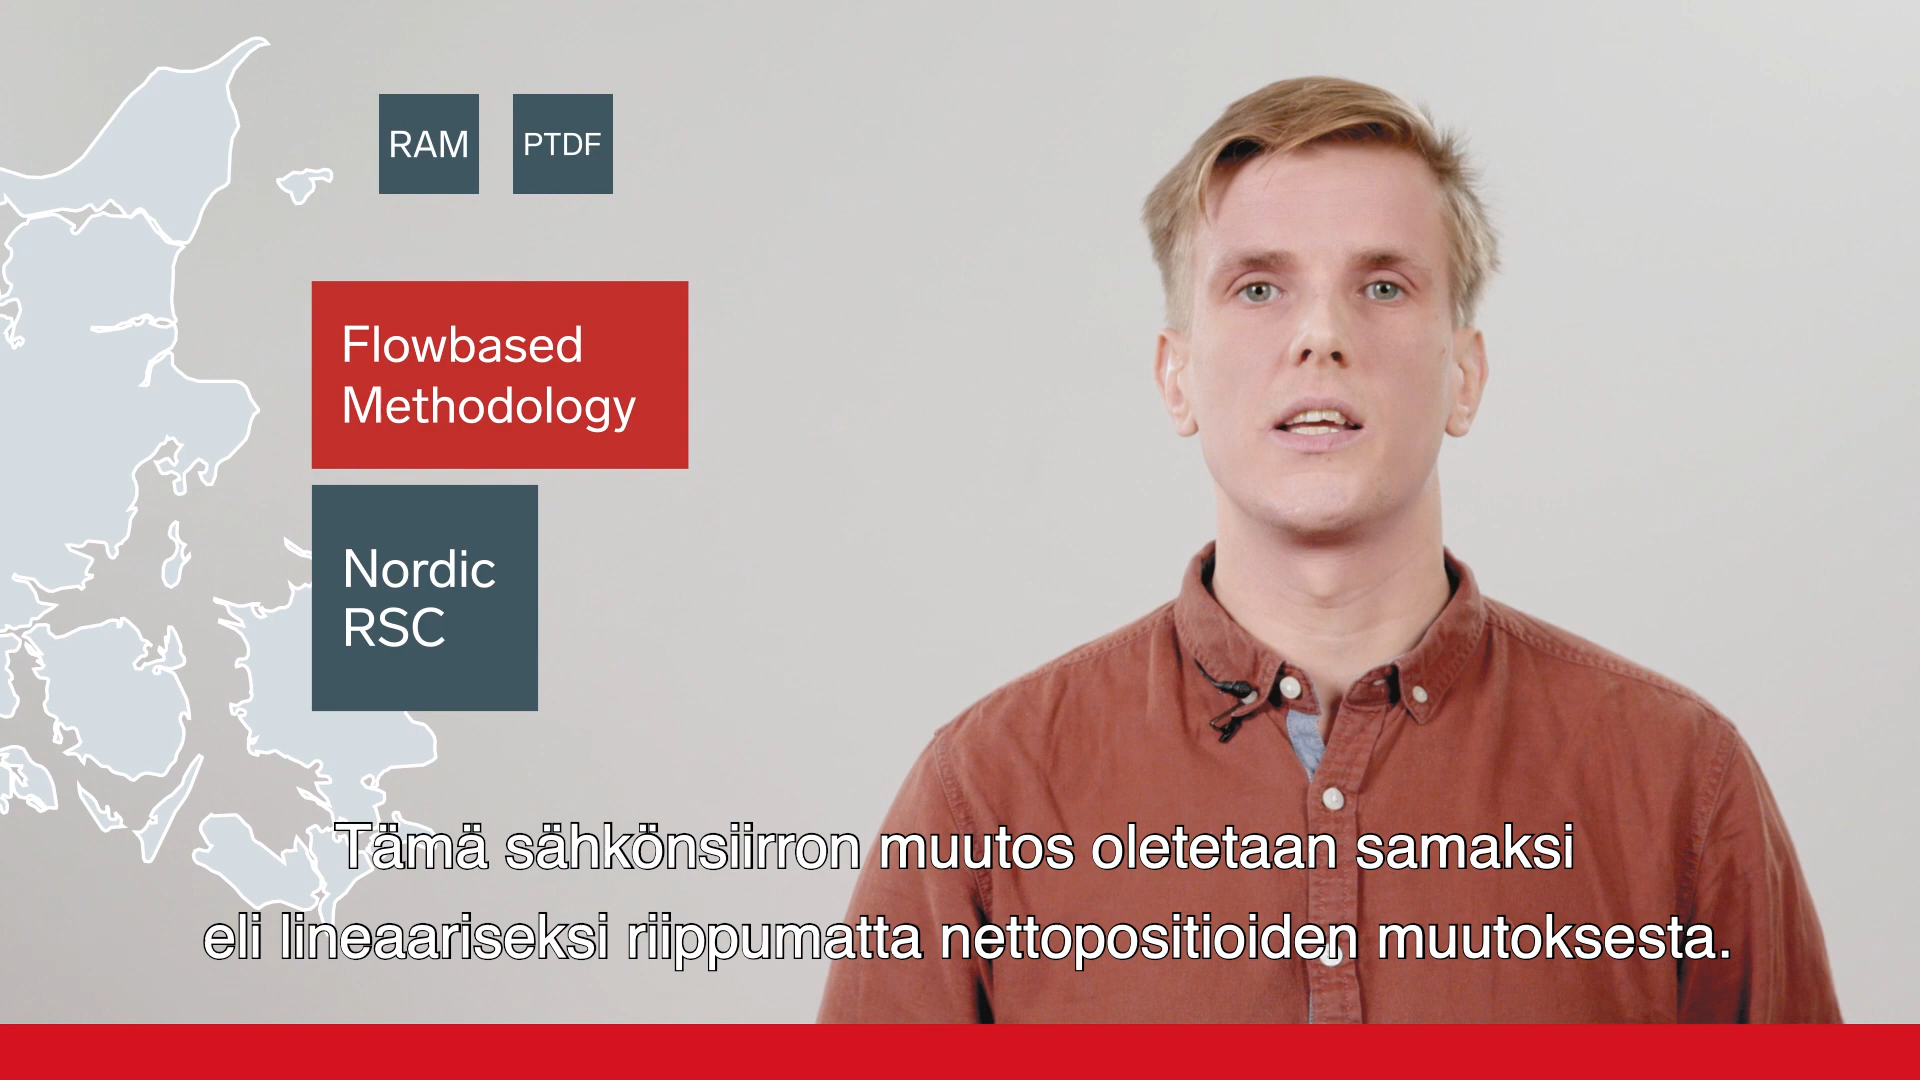 RAM
PTDF
Flowbased
Methodology
Nordic
RSC
Tämä sähkönsiirron muutos oletetaan samaksi
eli lineaariseksi riippumatta nettopositioiden muutoksesta.